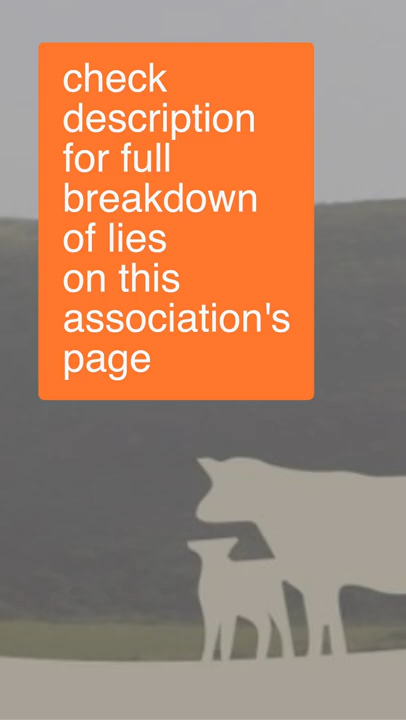 check
description
for full
breakdown
of lies
on this
association's
page